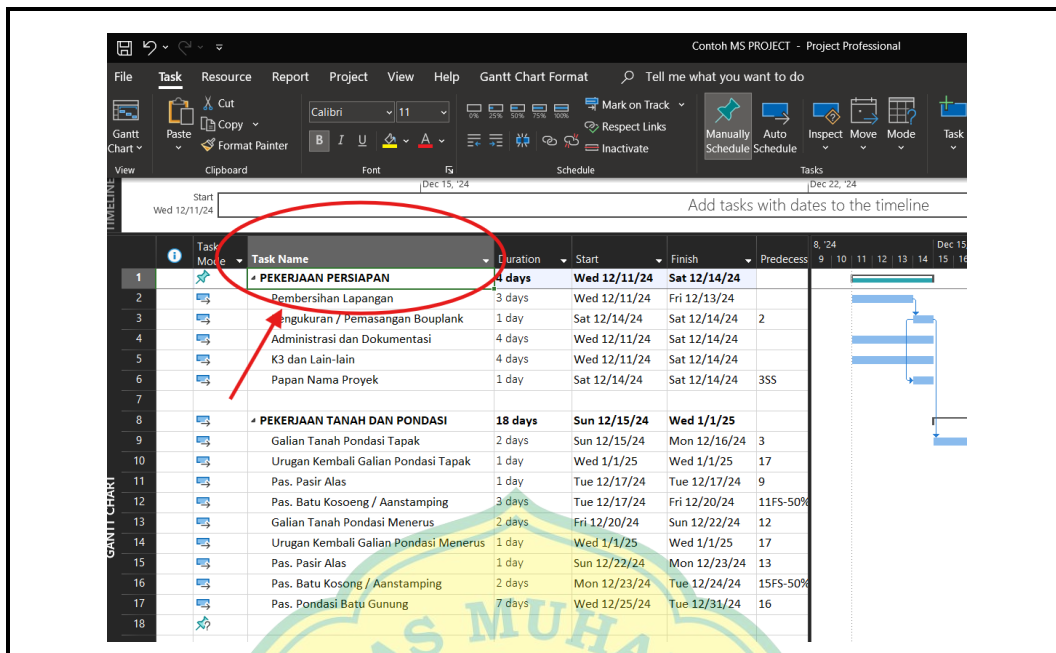 Contoh MS PROJECT - Project Professional
File Task Resource Report Project View Help Gantt Chart Format Tell me what you want to do
Gantt Chart
Paste
Cut
Copy
Format Painter
Calibri 11
B I U A
0% 25% 50% 75% 100%
Mark on Track
Respect Links
Inactivate
Manually Schedule
Auto Schedule
Inspect Move Mode Task
View Clipboard Font Schedule Tasks
TIMELINE
Dec 15, '24 Dec 22, '24
Start
Wed 12/11/24
Add tasks with dates to the timeline
GANTT CHART
Task Mode Task Name Duration Start Finish Predecess
8, '24 Dec 15
9 10 11 12 13 14 15 16
1 PEKERJAAN PERSIAPAN 4 days Wed 12/11/24 Sat 12/14/24
2 Pembersihan Lapangan 3 days Wed 12/11/24 Fri 12/13/24
3 Pengukuran / Pemasangan Bouplank 1 day Sat 12/14/24 Sat 12/14/24 2
4 Administrasi dan Dokumentasi 4 days Wed 12/11/24 Sat 12/14/24
5 K3 dan Lain-lain 4 days Wed 12/11/24 Sat 12/14/24
6 Papan Nama Proyek 1 day Sat 12/14/24 Sat 12/14/24 3SS
7
8 PEKERJAAN TANAH DAN PONDASI 18 days Sun 12/15/24 Wed 1/1/25
9 Galian Tanah Pondasi Tapak 2 days Sun 12/15/24 Mon 12/16/24 3
10 Urugan Kembali Galian Pondasi Tapak 1 day Wed 1/1/25 Wed 1/1/25 17
11 Pas. Pasir Alas 1 day Tue 12/17/24 Tue 12/17/24 9
12 Pas. Batu Kosoeng / Aanstamping 3 days Tue 12/17/24 Fri 12/20/24 11FS-50%
13 Galian Tanah Pondasi Menerus 2 days Fri 12/20/24 Sun 12/22/24 12
14 Urugan Kembali Galian Pondasi Menerus 1 day Wed 1/1/25 Wed 1/1/25 17
15 Pas. Pasir Alas 1 day Sun 12/22/24 Mon 12/23/24 13
16 Pas. Batu Kosong / Aanstamping 2 days Mon 12/23/24 Tue 12/24/24 15FS-50%
17 Pas. Pondasi Batu Gunung 7 days Wed 12/25/24 Tue 12/31/24 16
18